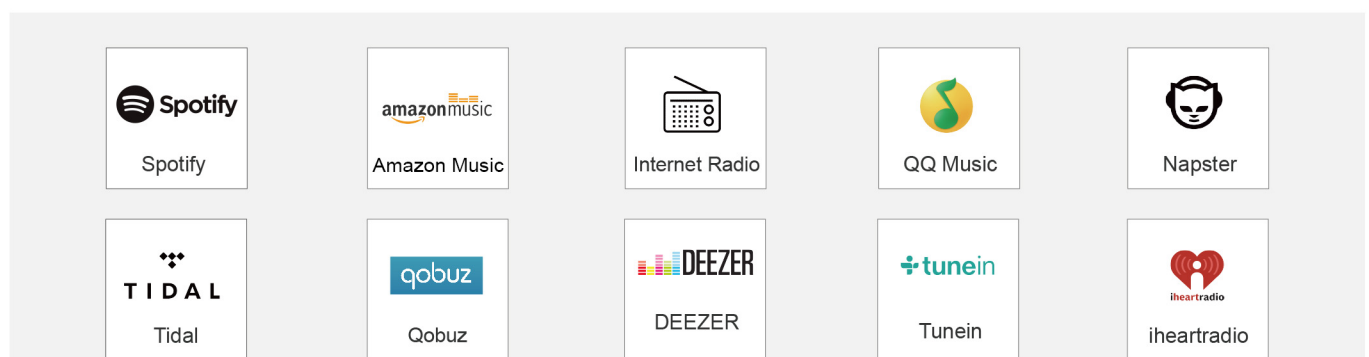 Spotify
Spotify
amazonmusic
Amazon Music
Internet Radio
QQ Music
Napster
TIDAL
Tidal
qobuz
Qobuz
DEEZER
DEEZER
tunein
Tunein
iheartradio
iheartradio